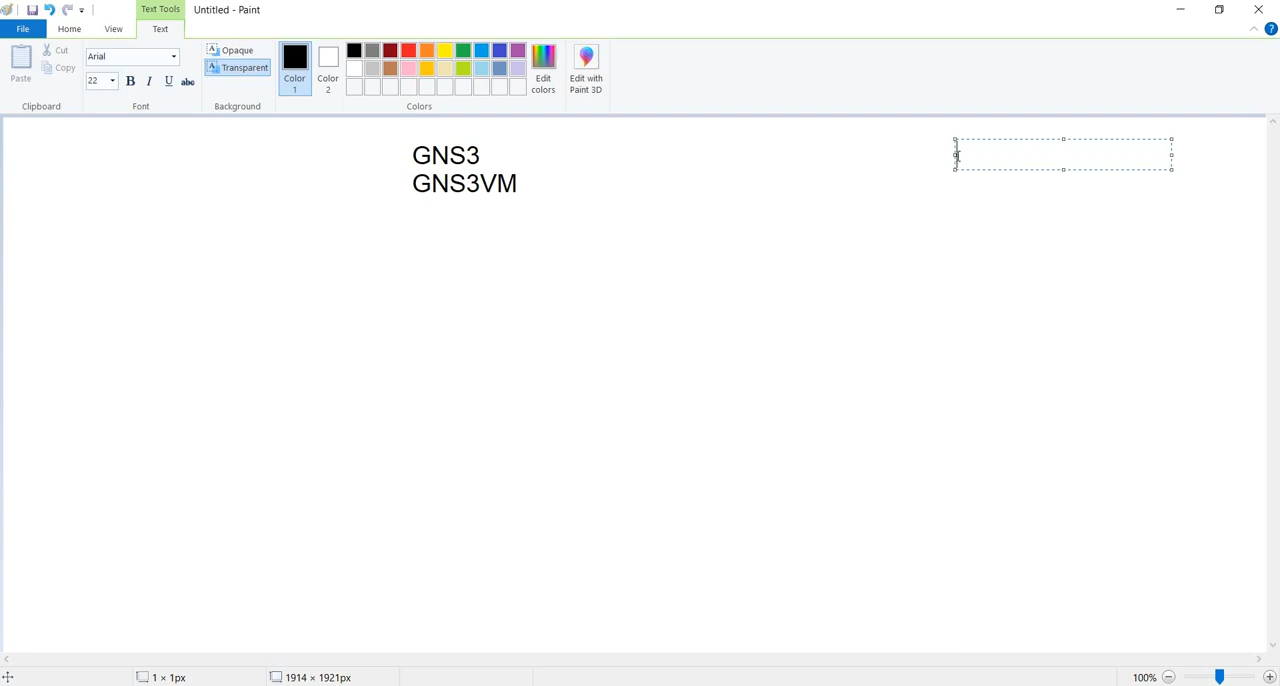 Text Tools
Untitled - Paint
File
Home
View
Text
Paste
Cut
Copy
Clipboard
Arial
22
B I U abc
Font
Opaque
Transparent
Background
Color 1
Color 2
Colors
Edit colors
Edit with Paint 3D
GNS3
GNS3VM
1 × 1px
1914 × 1921px
100%